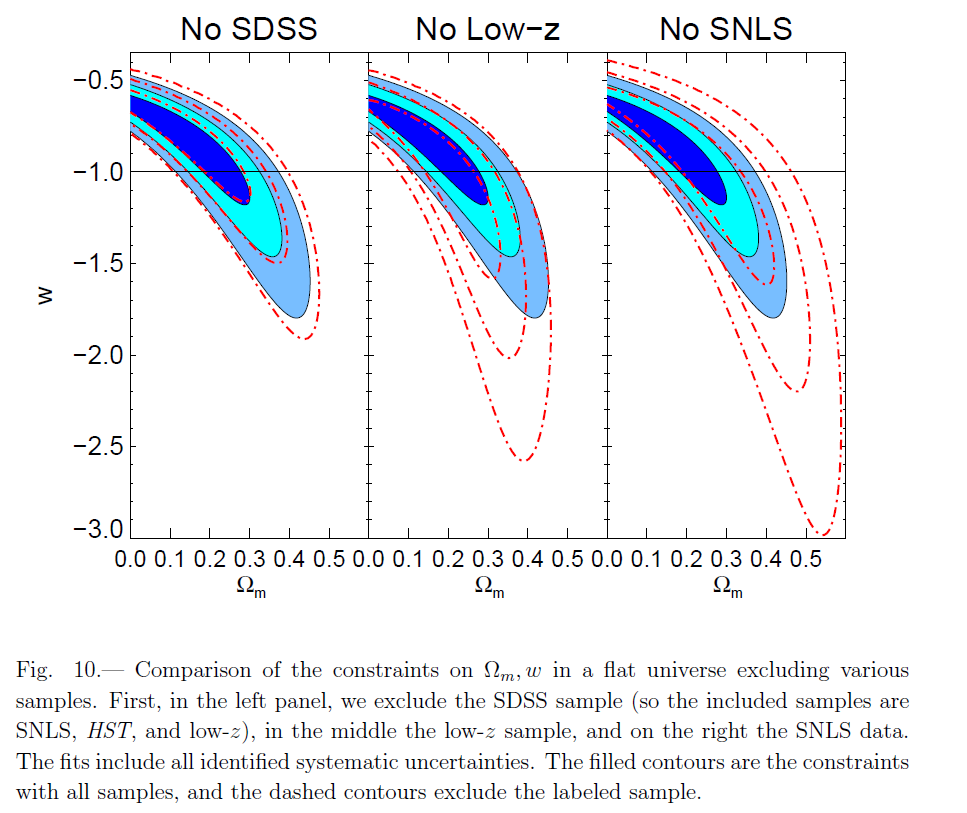 No SDSS No Low−z No SNLS
−0.5
−1.0
−1.5
−2.0
−2.5
−3.0
w
0.0 0.1 0.2 0.3 0.4 0.5 0.0 0.1 0.2 0.3 0.4 0.5 0.0 0.1 0.2 0.3 0.4 0.5
Ωm Ωm Ωm
Fig. 10.— Comparison of the constraints on Ωm, w in a flat universe excluding various
samples. First, in the left panel, we exclude the SDSS sample (so the included samples are
SNLS, HST, and low-z), in the middle the low-z sample, and on the right the SNLS data.
The fits include all identified systematic uncertainties. The filled contours are the constraints
with all samples, and the dashed contours exclude the labeled sample.